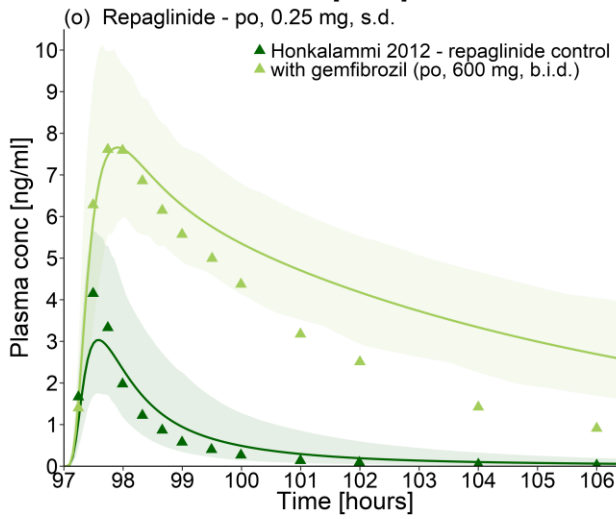 (o) Repaglinide - po, 0.25 mg, s.d.
Honkalammi 2012 - repaglinide control
with gemfibrozil (po, 600 mg, b.i.d.)
10
9
8
7
6
5
4
3
2
1
0
Plasma conc [ng/ml]
97 98 99 100 101 102 103 104 105 106
Time [hours]